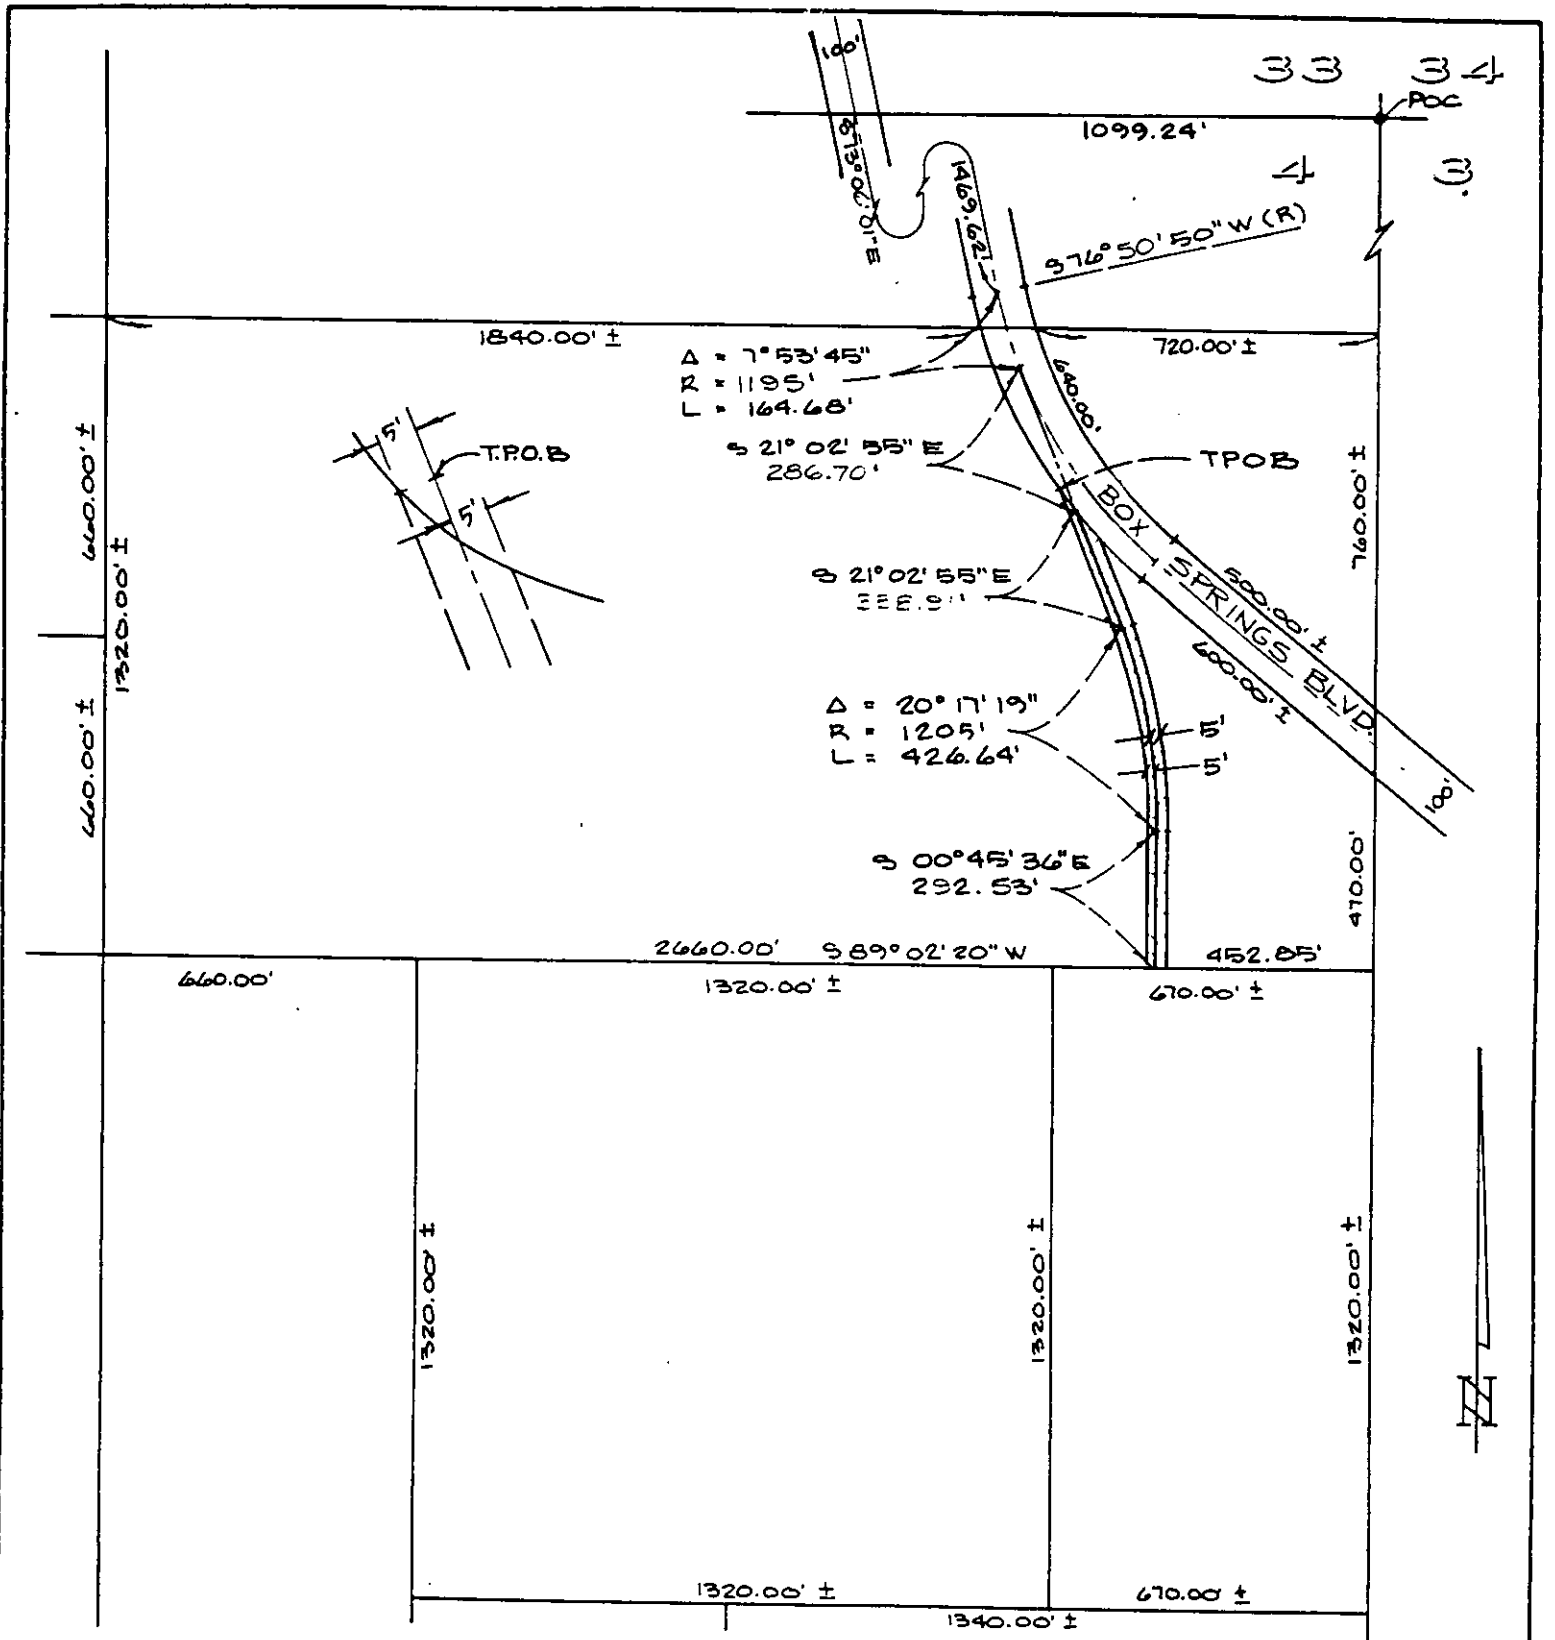 100'
33
34
POC
1099.24'
4
3
S13°02'01"E
1469.62'
S76°50'50"W (R)
1840.00' ±
720.00' ±
Δ = 7°53'45"
R = 1195'
L = 164.68'
640.00'
5'
T.P.O.B
5'
S 21°02'55" E
286.70'
TPOB
660.00' ±
1320.00' ±
760.00' ±
BOX SPRINGS BLVD.
500.00' ±
600.00' ±
S 21°02'55" E
Δ = 20°17'19"
R = 1205'
L = 426.64'
5'
5'
660.00' ±
100'
S 00°45'36" E
292.53'
470.00'
2660.00' S89°02'20"W
452.85'
660.00'
1320.00' ±
670.00' ±
1320.00' ±
1320.00' ±
1320.00' ±
N
1320.00' ±
670.00' ±
1340.00' ±